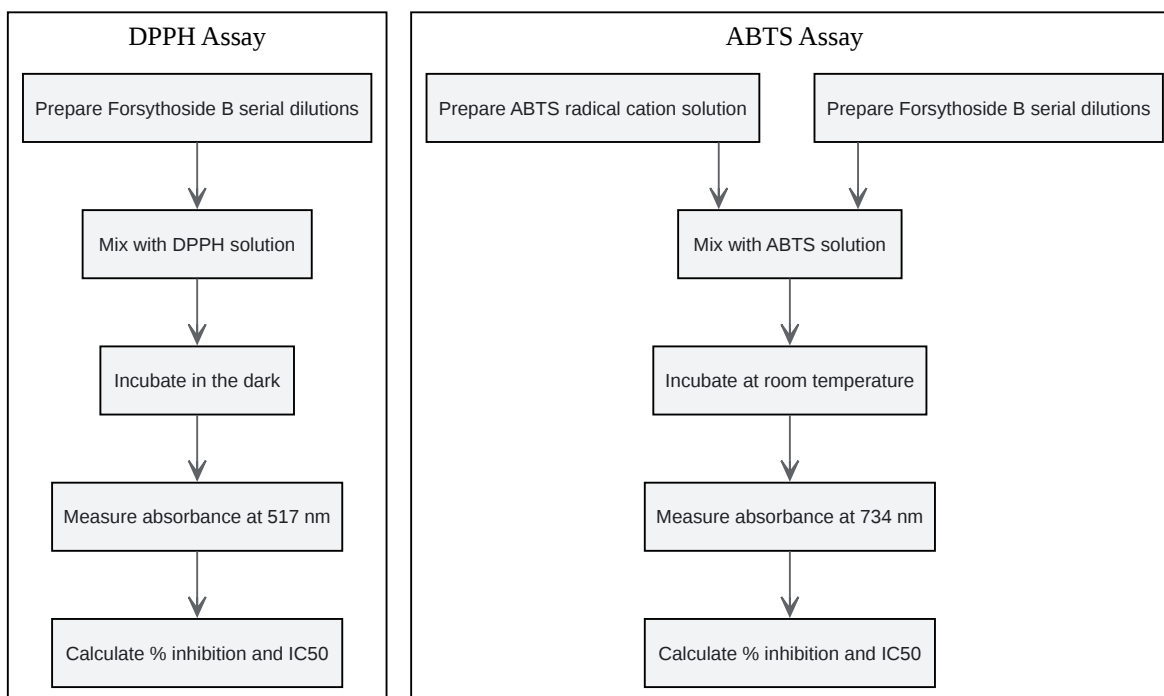 DPPH Assay
Prepare Forsythoside B serial dilutions
Mix with DPPH solution
Incubate in the dark
Measure absorbance at 517 nm
Calculate % inhibition and IC50
ABTS Assay
Prepare ABTS radical cation solution
Prepare Forsythoside B serial dilutions
Mix with ABTS solution
Incubate at room temperature
Measure absorbance at 734 nm
Calculate % inhibition and IC50